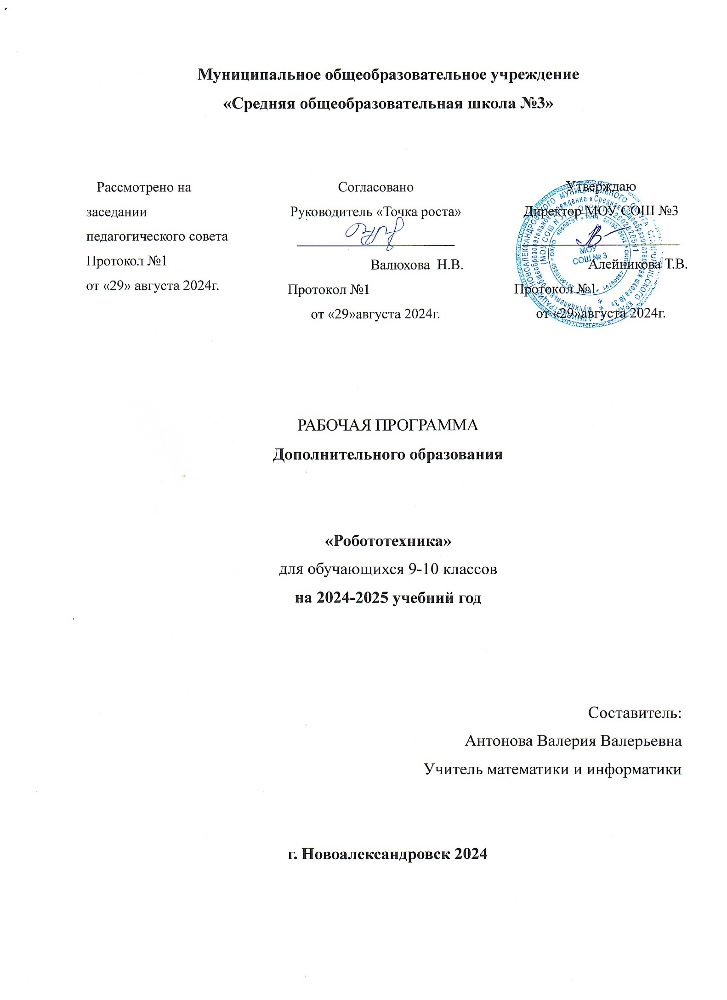 Муниципальное общеобразовательное учреждение
«Средняя общеобразовательная школа №3»
Рассмотрено на
заседании
педагогического совета
Протокол №1
от «29» августа 2024г.
Согласовано
Руководитель «Точка роста»
Валюхова Н.В.
Протокол №1
от «29»августа 2024г.
Утверждаю
Директор МОУ СОШ №3
Алейникова Т.В.
Протокол №1
от «29»августа 2024г.
МОУ
СОШ № 3
РАБОЧАЯ ПРОГРАММА
Дополнительного образования
«Робототехника»
для обучающихся 9-10 классов
на 2024-2025 учебний год
Составитель:
Антонова Валерия Валерьевна
Учитель математики и информатики
г. Новоалександровск 2024